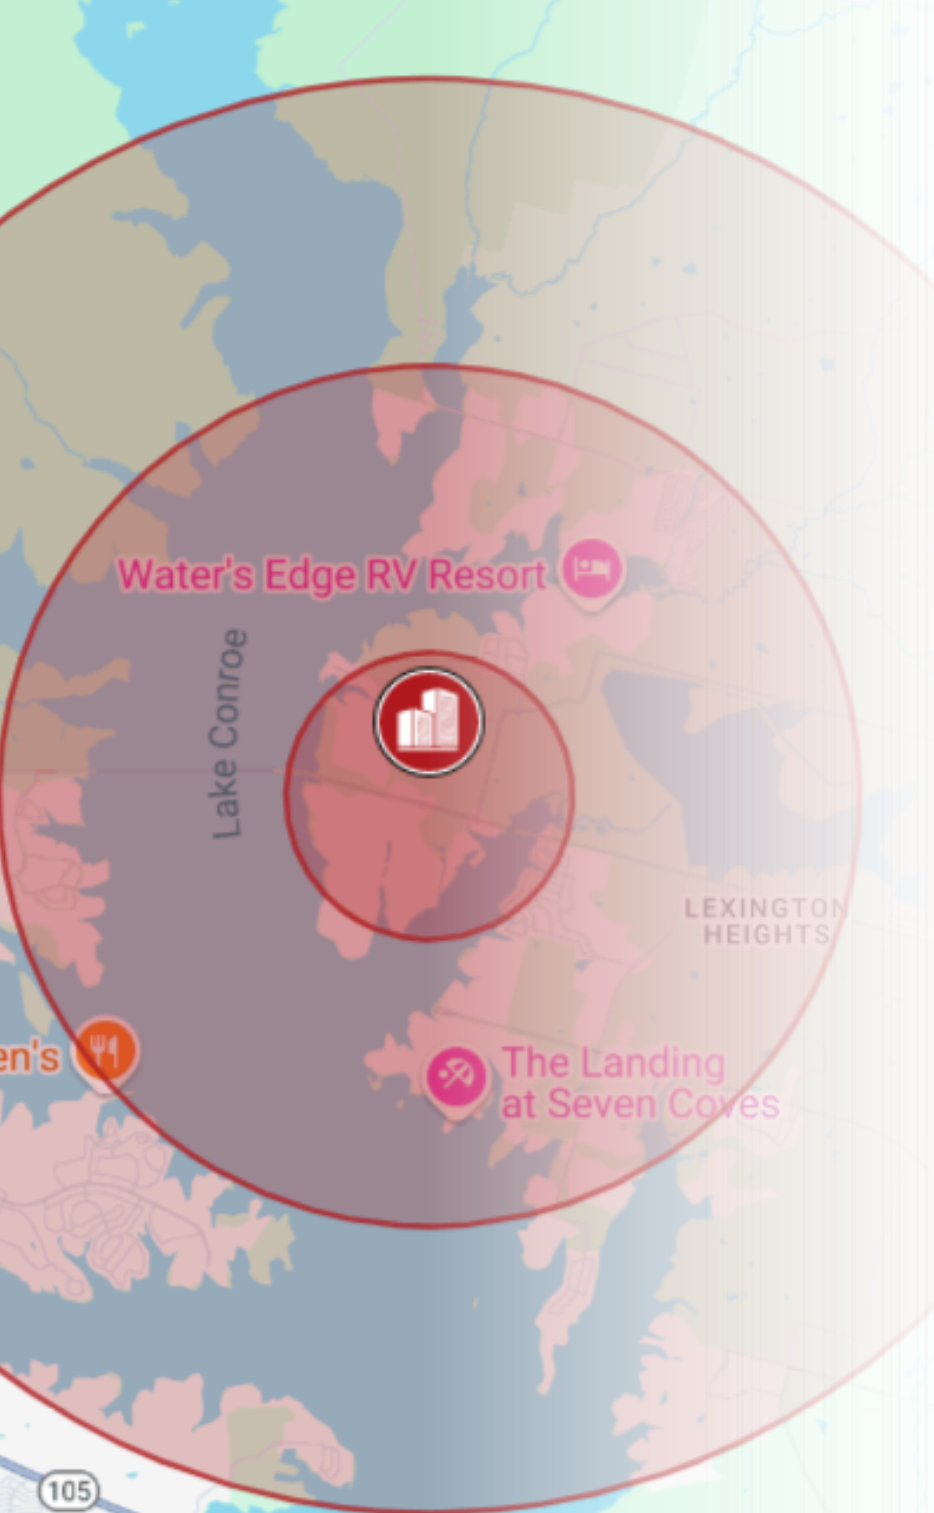 Water's Edge RV Resort
Lake Conroe
LEXINGTON
HEIGHTS
en's
The Landing
at Seven Coves
105